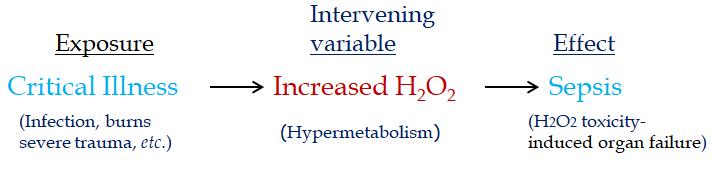 Exposure
Intervening
variable
Effect
Critical Illness
Increased H₂O₂
Sepsis
(Infection, burns
severe trauma, etc.)
(Hypermetabolism)
(H2O2 toxicity-
induced organ failure)